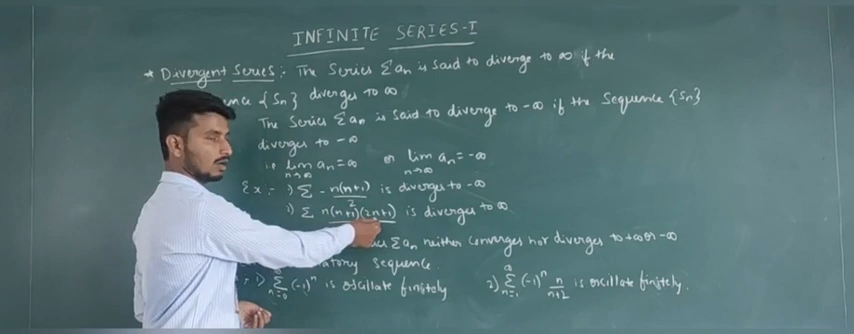 INFINITE SERIES-I
* Divergent Series:- The Series Σan is said to diverge to ∞ if the
{Sn} diverges to ∞
The Series Σan is said to diverge to -∞ if the Sequence {Sn}
diverges to -∞
i.e lim n→∞ an = ∞ or lim n→∞ an = -∞
Ex:- 1) Σ - n(n+1)/2 is diverges to -∞
Σ n(n+1)(2n+1) is diverges to ∞
Σan neither converges nor diverges to +∞ or -∞
sequence.
1) Σ n=0 (-1)^n is oscillate finitely 2) ∞ Σ n=1 (-1)^n n/n+2 is oscillate finitely.